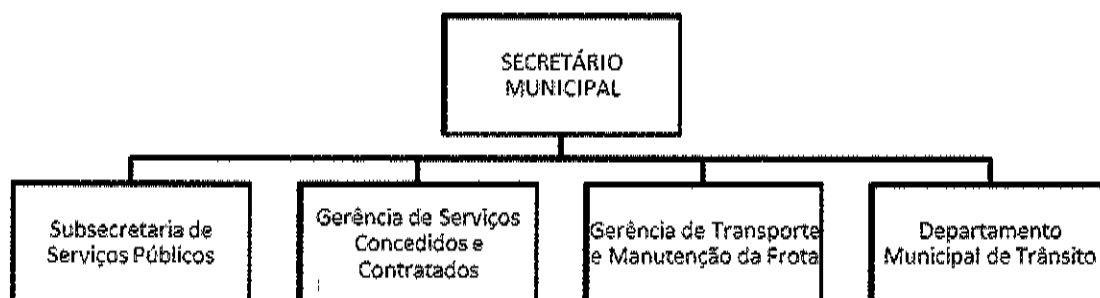 SECRETÁRIO
MUNICIPAL
Subsecretaria de
Serviços Públicos
Gerência de Serviços
Concedidos e
Contratados
Gerência de Transporte
e Manutenção da Frota
Departamento
Municipal de Trânsito